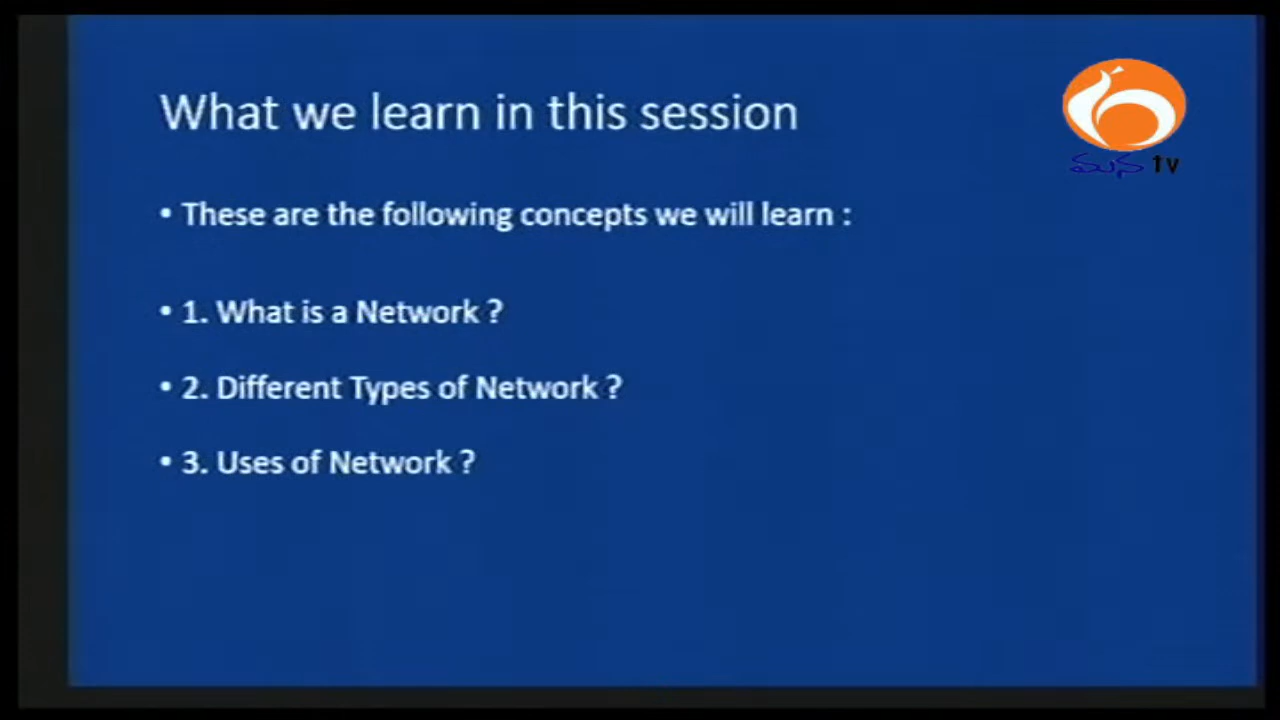 What we learn in this session
• These are the following concepts we will learn :
• 1. What is a Network ?
• 2. Different Types of Network ?
• 3. Uses of Network ?
మన tv